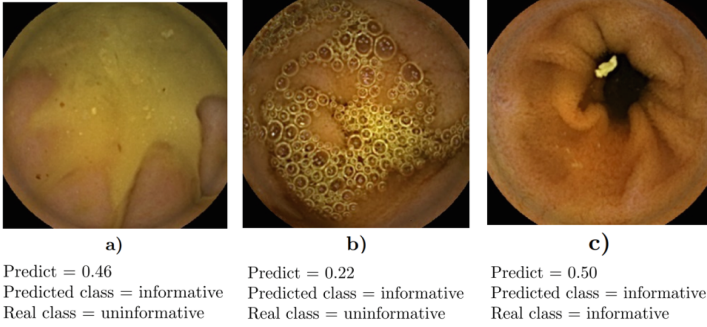 a)
Predict = 0.46
Predicted class = informative
Real class = uninformative
b)
Predict = 0.22
Predicted class = informative
Real class = uninformative
c)
Predict = 0.50
Predicted class = informative
Real class = informative